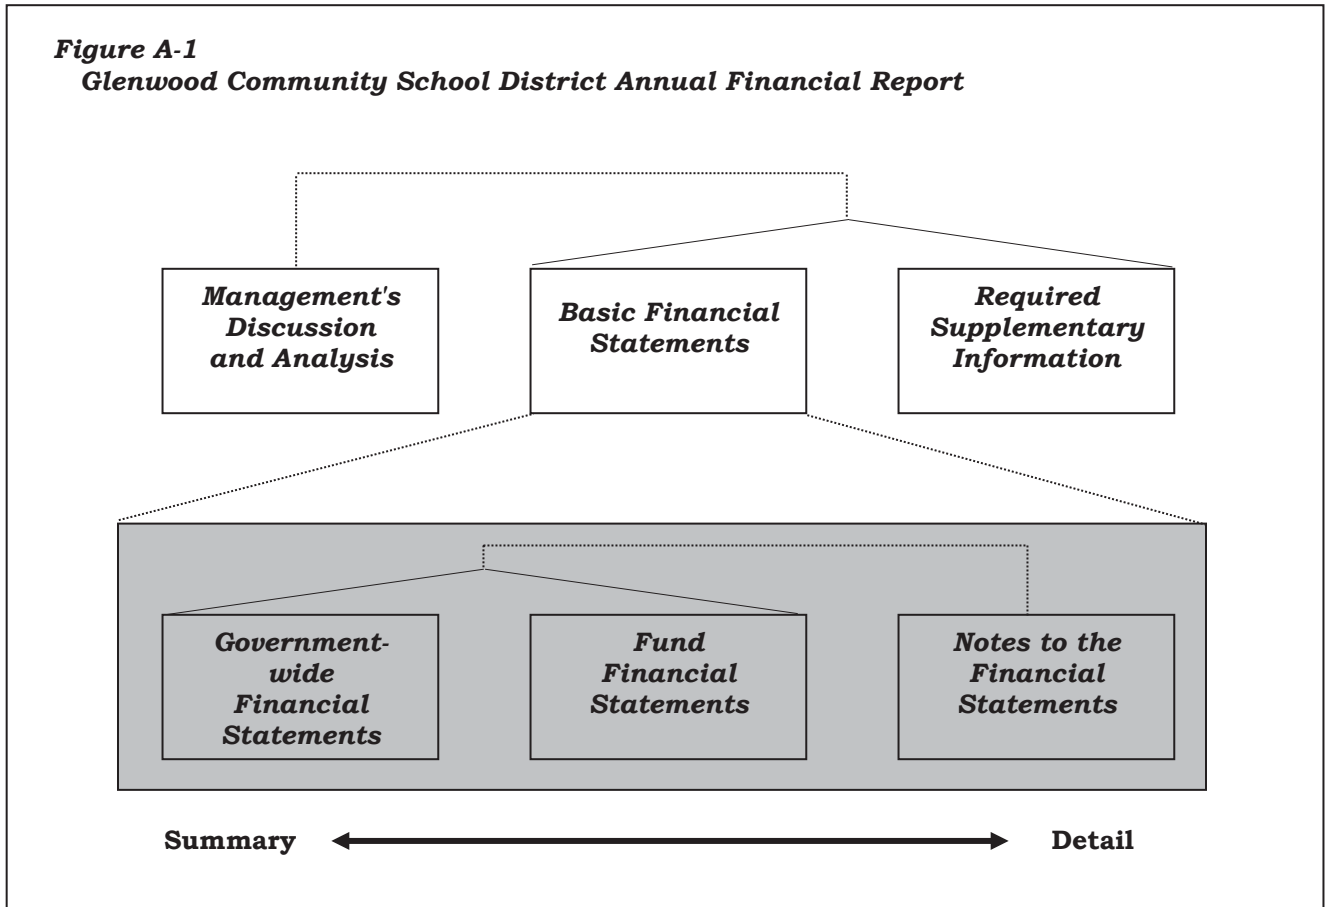 Figure A-1
Glenwood Community School District Annual Financial Report
Management's
Discussion
and Analysis
Basic Financial
Statements
Required
Supplementary
Information
Government-
wide
Financial
Statements
Fund
Financial
Statements
Notes to the
Financial
Statements
Summary
Detail